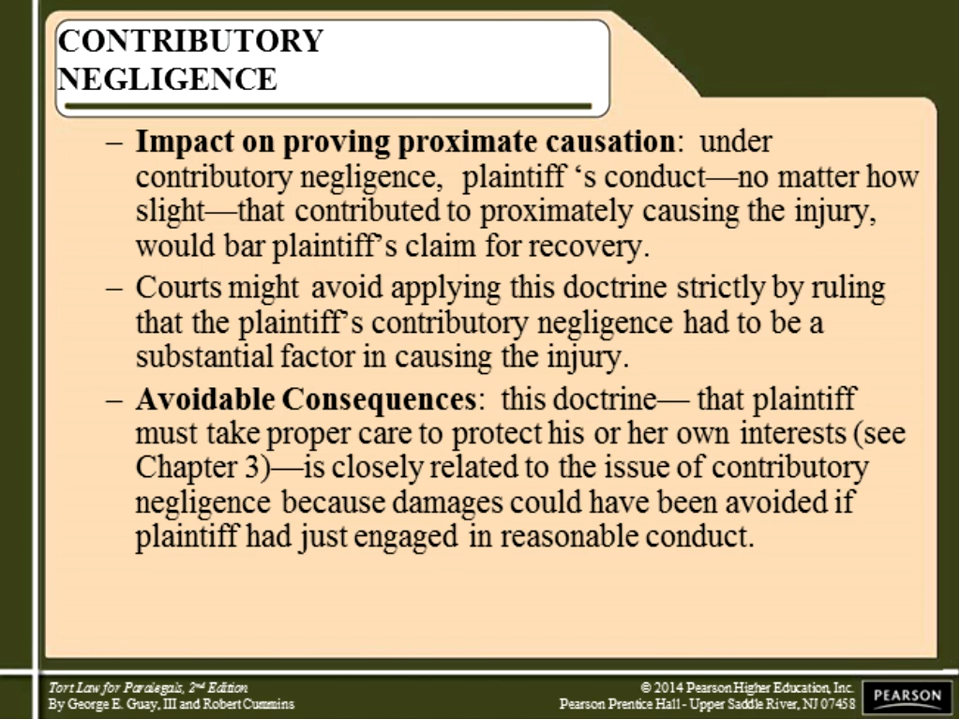 CONTRIBUTORY
NEGLIGENCE
– Impact on proving proximate causation: under
contributory negligence, plaintiff ‘s conduct—no matter how
slight—that contributed to proximately causing the injury,
would bar plaintiff’s claim for recovery.
– Courts might avoid applying this doctrine strictly by ruling
that the plaintiff’s contributory negligence had to be a
substantial factor in causing the injury.
– Avoidable Consequences: this doctrine— that plaintiff
must take proper care to protect his or her own interests (see
Chapter 3)—is closely related to the issue of contributory
negligence because damages could have been avoided if
plaintiff had just engaged in reasonable conduct.
Tort Law for Paralegals, 2nd Edition
By George E. Guay, III and Robert Cummins
© 2014 Pearson Higher Education, Inc.
Pearson Prentice Hall - Upper Saddle River, NJ 07458
PEARSON